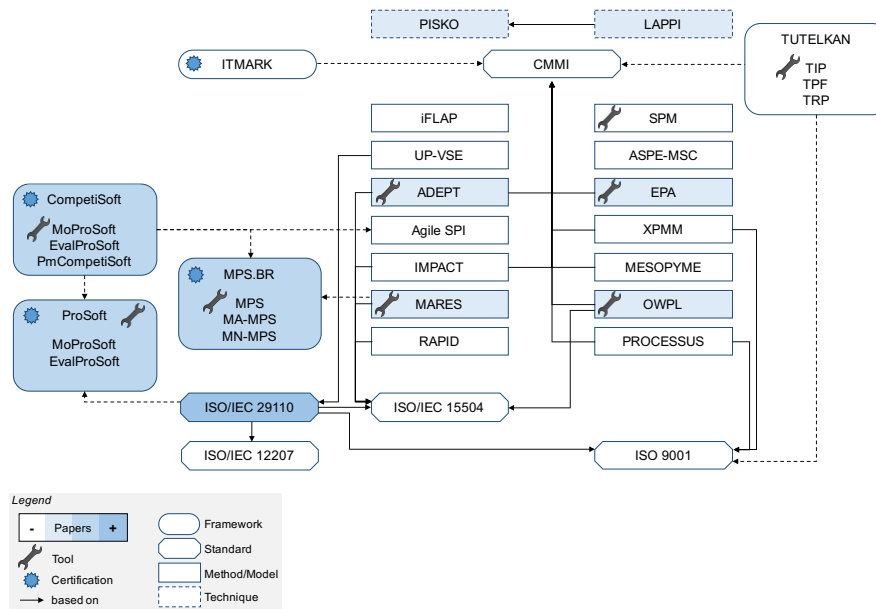 PISKO
LAPPI
TUTELKAN
TIP
TPF
TRP
ITMARK
CMMI
iFLAP
SPM
UP-VSE
ASPE-MSC
CompetiSoft
MoProSoft
EvalProSoft
PmCompetiSoft
ADEPT
EPA
Agile SPI
XPMM
MPS.BR
MPS
MA-MPS
MN-MPS
IMPACT
MESOPYME
ProSoft
MoProSoft
EvalProSoft
MARES
OWPL
RAPID
PROCESSUS
ISO/IEC 29110
ISO/IEC 15504
ISO/IEC 12207
ISO 9001
Legend
- Papers +
Tool
Certification
based on
Framework
Standard
Method/Model
Technique